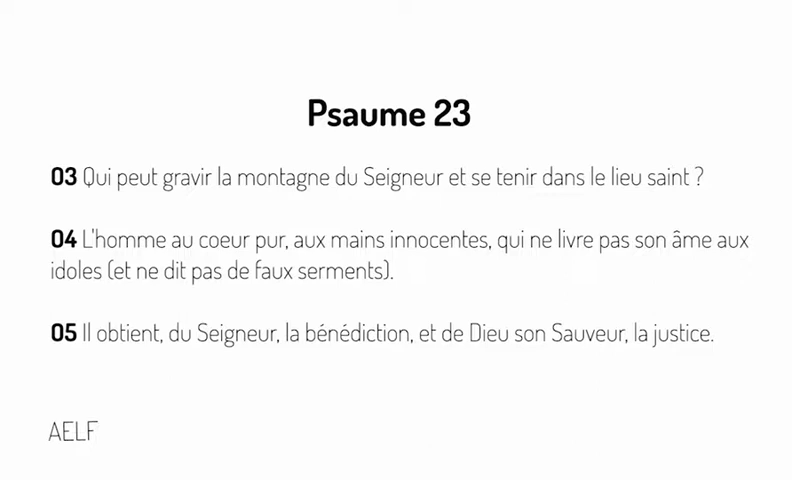 Psaume 23
03 Qui peut gravir la montagne du Seigneur et se tenir dans le lieu saint ?
04 L'homme au coeur pur, aux mains innocentes, qui ne livre pas son âme aux
idoles (et ne dit pas de faux serments).
05 Il obtient, du Seigneur, la bénédiction, et de Dieu son Sauveur, la justice.
AELF